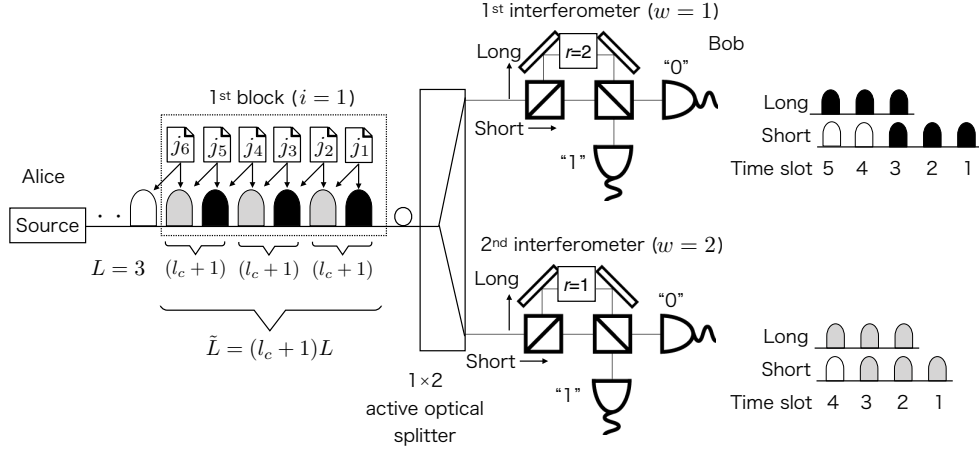 1st interferometer (w = 1)
Bob
Long
r=2
"0"
Short
"1"
Long
Short
Time slot 5 4 3 2 1
1st block (i = 1)
j6 j5 j4 j3 j2 j1
Alice
Source
L = 3
(lc + 1) (lc + 1) (lc + 1)
L̃ = (lc + 1)L
1×2
active optical
splitter
2nd interferometer (w = 2)
Long
r=1
"0"
Short
"1"
Long
Short
Time slot 4 3 2 1